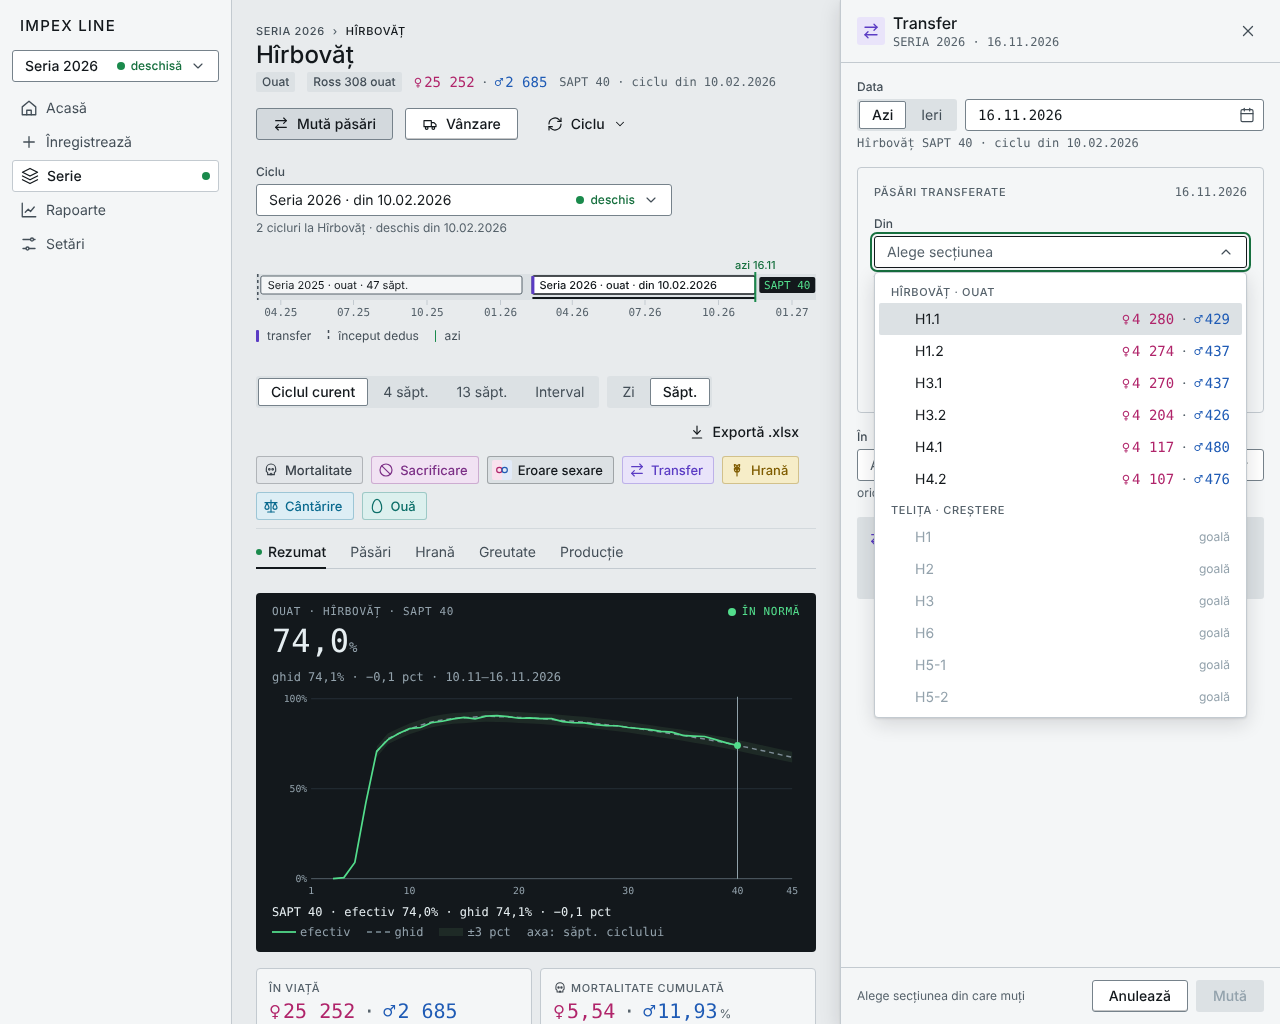 IMPEX LINE
Seria 2026 deschisă
Acasă
Înregistrează
Serie
Rapoarte
Setări
SERIA 2026 › HÎRBOVĂȚ
Hîrbovăț
Ouat Ross 308 ouat ♀25 252 · ♂2 685 SAPT 40 · ciclu din 10.02.2026
Mută păsări Vânzare Ciclu
Ciclu
Seria 2026 · din 10.02.2026 deschis
2 cicluri la Hîrbovăț · deschis din 10.02.2026
azi 16.11
Seria 2025 · ouat · 47 săpt. Seria 2026 · ouat · din 10.02.2026 SAPT 40
04.25 07.25 10.25 01.26 04.26 07.26 10.26 01.27
transfer început dedus azi
Ciclul curent 4 săpt. 13 săpt. Interval Zi Săpt.
Exportă .xlsx
Mortalitate Sacrificare Eroare sexare Transfer Hrană
Cântărire Ouă
Rezumat Păsări Hrană Greutate Producție
OUAT · HÎRBOVĂȚ · SAPT 40 ÎN NORMĂ
74,0%
ghid 74,1% · −0,1 pct · 10.11–16.11.2026
100%
50%
0%
1 10 20 30 40 45
SAPT 40 · efectiv 74,0% · ghid 74,1% · −0,1 pct
efectiv ghid ±3 pct axa: săpt. ciclului
ÎN VIAȚĂ
♀25 252 · ♂2 685
MORTALITATE CUMULATĂ
♀5,54 · ♂11,93%
Transfer
SERIA 2026 · 16.11.2026
Data
Azi Ieri 16.11.2026
Hîrbovăț SAPT 40 · ciclu din 10.02.2026
PĂSĂRI TRANSFERATE 16.11.2026
Din
Alege secțiunea
HÎRBOVĂȚ · OUAT
H1.1 ♀4 280 · ♂429
H1.2 ♀4 274 · ♂437
H3.1 ♀4 270 · ♂437
H3.2 ♀4 204 · ♂426
H4.1 ♀4 117 · ♂480
H4.2 ♀4 107 · ♂476
TELIȚA · CREȘTERE
H1 goală
H2 goală
H3 goală
H6 goală
H5-1 goală
H5-2 goală
În
Alege secțiunea din care muți Anulează Mută